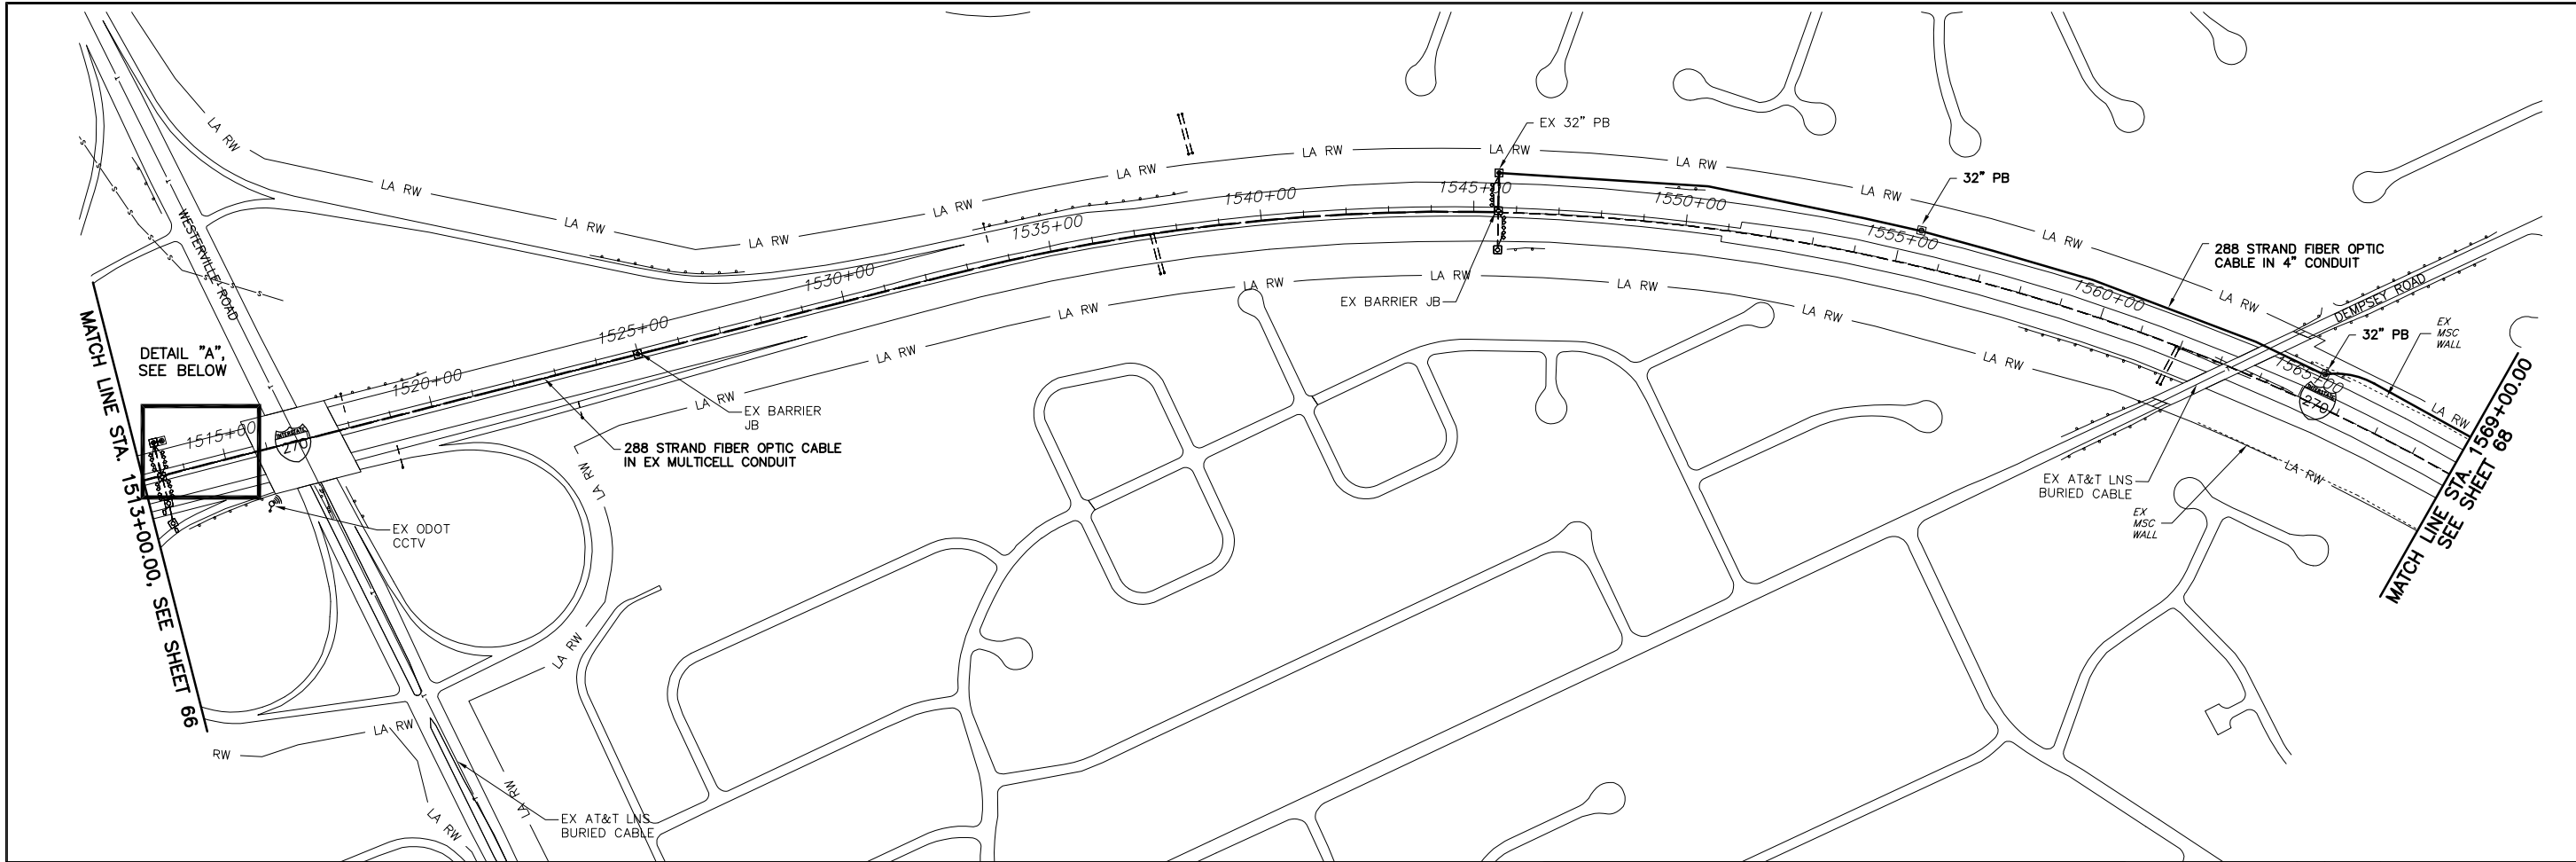 LA RW
LA RW
LA RW
LA RW
LA RW
LA RW
LA RW
LA RW
LA RW
LA RW
LA RW
LA RW
LA RW
LA RW
EX 32" PB
32" PB
288 STRAND FIBER OPTIC
CABLE IN 4" CONDUIT
DEMPSEY ROAD
32" PB
EX
MSC
WALL
WESTERVILLE ROAD
1515+00
1520+00
1525+00
1530+00
1535+00
1540+00
1545+00
1550+00
1555+00
1560+00
1565+00
INTERSTATE
270
INTERSTATE
270
DETAIL "A",
SEE BELOW
MATCH LINE STA. 1513+00.00, SEE SHEET 66
EX BARRIER
JB
288 STRAND FIBER OPTIC CABLE
IN EX MULTICELL CONDUIT
EX ODOT
CCTV
EX BARRIER JB
LA RW
LA RW
LA RW
LA RW
LA RW
LA RW
LA RW
LA RW
LA RW
LA RW
EX AT&T LNS
BURIED CABLE
EX
MSC
WALL
MATCH LINE STA. 1569+00.00
SEE SHEET 68
LA RW
LA RW
RW
LA RW
LA RW
LA RW
EX AT&T LNS
BURIED CABLE